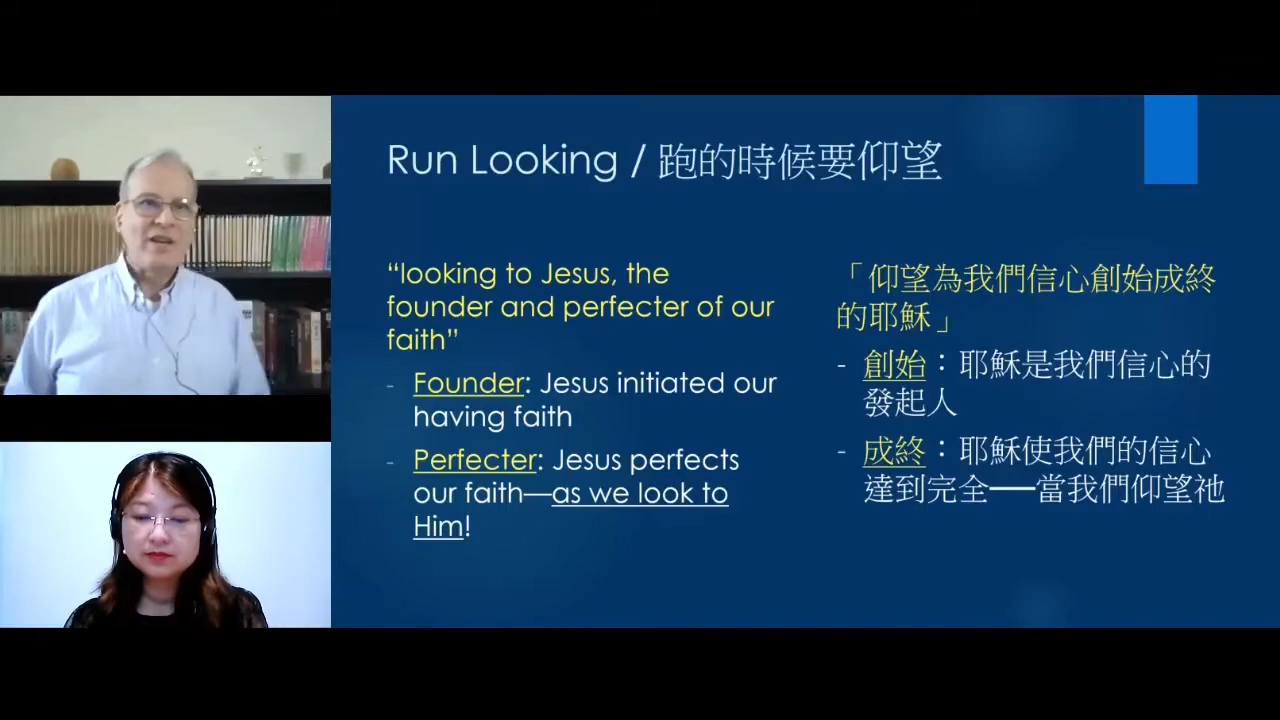 Run Looking / 跑的時候要仰望
“looking to Jesus, the
founder and perfecter of our
faith”
- Founder: Jesus initiated our
having faith
- Perfecter: Jesus perfects
our faith—as we look to
Him!
「仰望為我們信心創始成終
的耶穌」
- 創始：耶穌是我們信心的
發起人
- 成終：耶穌使我們的信心
達到完全──當我們仰望祂